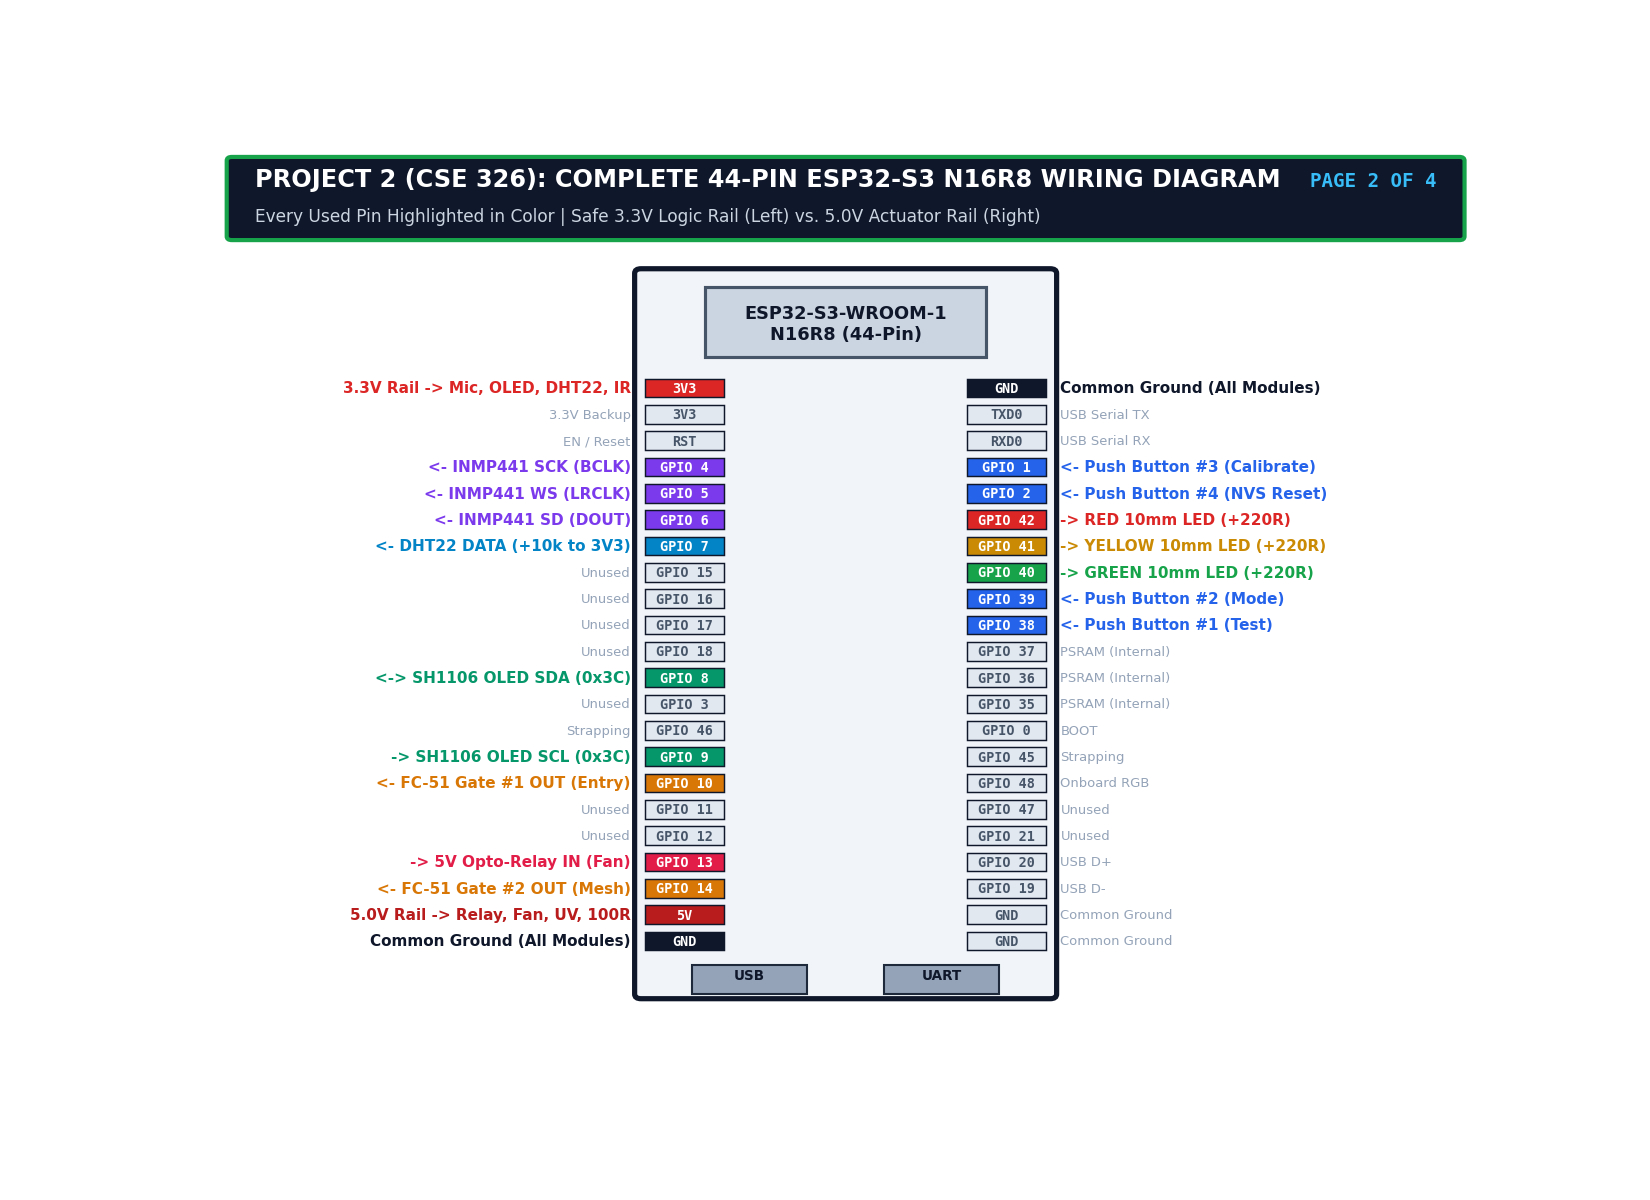 PROJECT 2 (CSE 326): COMPLETE 44-PIN ESP32-S3 N16R8 WIRING DIAGRAM PAGE 2 OF 4
Every Used Pin Highlighted in Color | Safe 3.3V Logic Rail (Left) vs. 5.0V Actuator Rail (Right)
ESP32-S3-WROOM-1
N16R8 (44-Pin)
3.3V Rail -> Mic, OLED, DHT22, IR 3V3 GND Common Ground (All Modules)
3.3V Backup 3V3 TXD0 USB Serial TX
EN / Reset RST RXD0 USB Serial RX
<- INMP441 SCK (BCLK) GPIO 4 GPIO 1 <- Push Button #3 (Calibrate)
<- INMP441 WS (LRCLK) GPIO 5 GPIO 2 <- Push Button #4 (NVS Reset)
<- INMP441 SD (DOUT) GPIO 6 GPIO 42 -> RED 10mm LED (+220R)
<- DHT22 DATA (+10k to 3V3) GPIO 7 GPIO 41 -> YELLOW 10mm LED (+220R)
Unused GPIO 15 GPIO 40 -> GREEN 10mm LED (+220R)
Unused GPIO 16 GPIO 39 <- Push Button #2 (Mode)
Unused GPIO 17 GPIO 38 <- Push Button #1 (Test)
Unused GPIO 18 GPIO 37 PSRAM (Internal)
<-> SH1106 OLED SDA (0x3C) GPIO 8 GPIO 36 PSRAM (Internal)
Unused GPIO 3 GPIO 35 PSRAM (Internal)
Strapping GPIO 46 GPIO 0 BOOT
-> SH1106 OLED SCL (0x3C) GPIO 9 GPIO 45 Strapping
<- FC-51 Gate #1 OUT (Entry) GPIO 10 GPIO 48 Onboard RGB
Unused GPIO 11 GPIO 47 Unused
Unused GPIO 12 GPIO 21 Unused
-> 5V Opto-Relay IN (Fan) GPIO 13 GPIO 20 USB D+
<- FC-51 Gate #2 OUT (Mesh) GPIO 14 GPIO 19 USB D-
5.0V Rail -> Relay, Fan, UV, 100R 5V GND Common Ground
Common Ground (All Modules) GND GND Common Ground
USB UART